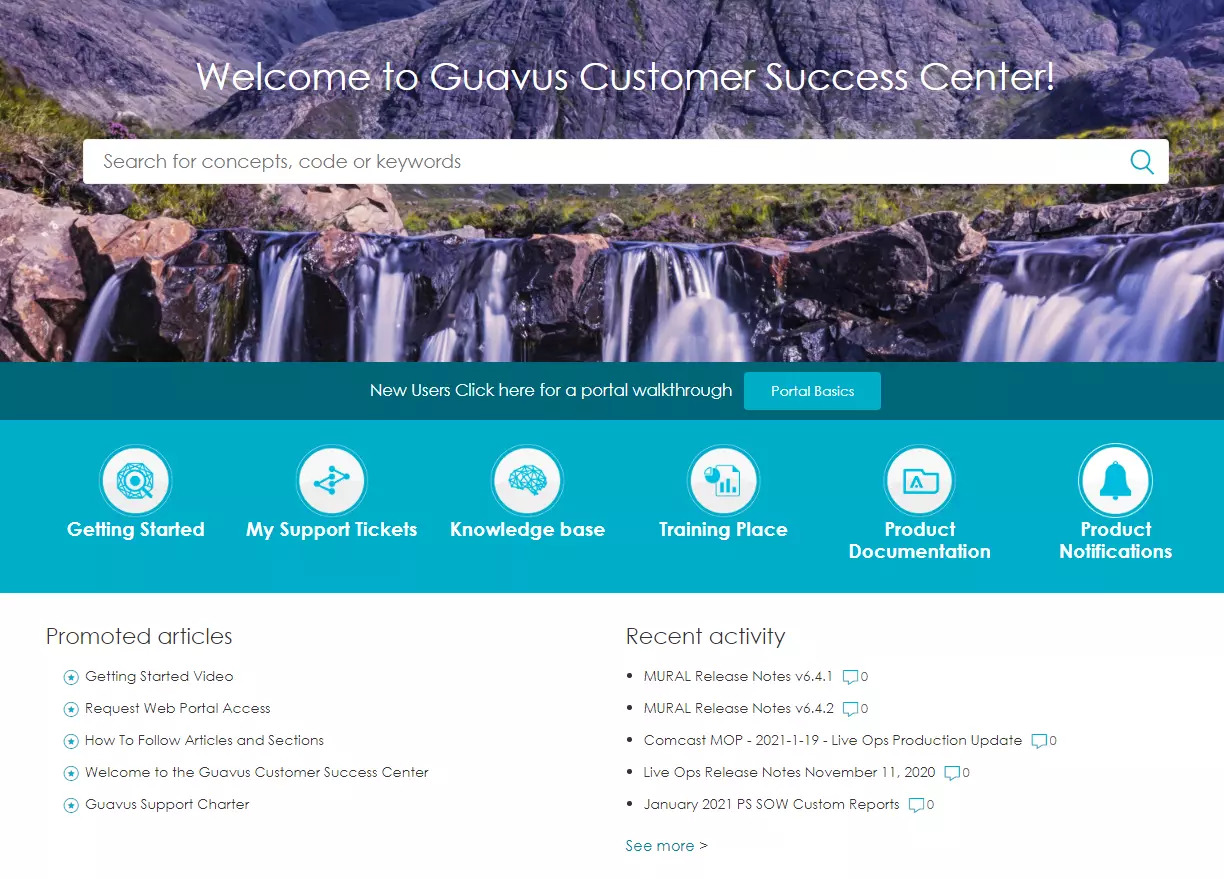 Welcome to Guavus Customer Success Center!
Search for concepts, code or keywords
New Users Click here for a portal walkthrough
Portal Basics
Getting Started
My Support Tickets
Knowledge base
Training Place
Product
Documentation
Product
Notifications
Promoted articles
Getting Started Video
Request Web Portal Access
How To Follow Articles and Sections
Welcome to the Guavus Customer Success Center
Guavus Support Charter
Recent activity
MURAL Release Notes v6.4.1 0
MURAL Release Notes v6.4.2 0
Comcast MOP - 2021-1-19 - Live Ops Production Update 0
Live Ops Release Notes November 11, 2020 0
January 2021 PS SOW Custom Reports 0
See more >